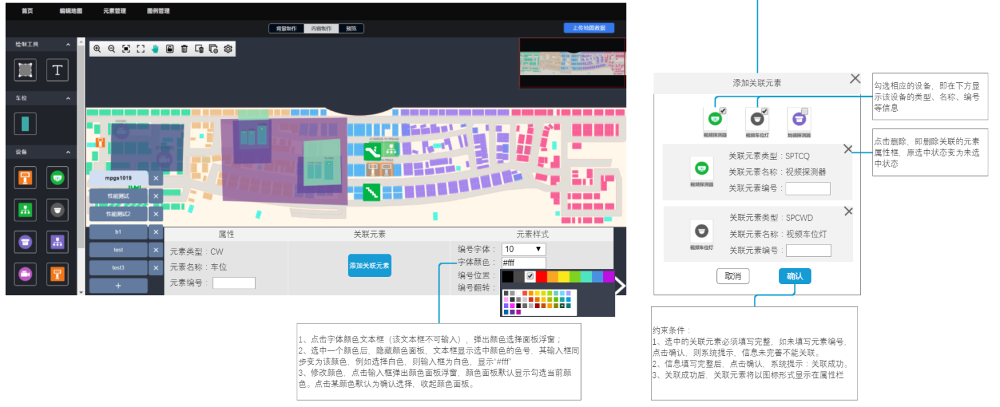 首页 编辑地图 元素管理 图例管理
背景制作 内容制作 预览
上传地图数据
绘制工具
T
车位
设备
mpgs1019 ×
性能测试 ×
性能测试2 ×
b1 ×
test ×
test3 ×
+
属性
元素类型：CW
元素名称：车位
元素编号：
关联元素
添加关联元素
元素样式
编号字体： 10
字体颜色： #fff
编号位置：
编号翻转：
1、点击字体颜色文本框（该文本框不可输入），弹出颜色选择面板浮窗；
2、选中一个颜色后，隐藏颜色面板，文本框显示选中颜色的色号，其输入框同
步变为该颜色，例如选择白色，则输入框为白色，显示“#fff”
3、修改颜色，点击输入框弹出颜色面板浮窗，颜色面板默认显示勾选当前颜
色。点击某颜色默认为确认选择，收起颜色面板。
添加关联元素
视频探测器 视频车位灯 地磁探测器
关联元素类型：SPTCQ
关联元素名称：视频探测器
关联元素编号：
视频探测器
关联元素类型：SPCWD
关联元素名称：视频车位灯
关联元素编号：
视频车位灯
取消 确认
勾选相应的设备，即在下方显
示该设备的类型、名称、编号
等信息
点击删除，即删除关联的元素
属性框，原选中状态变为未选
中状态
约束条件：
1、选中的关联元素必须填写完整，如未填写元素编号，
点击确认，则系统提示，信息未完善不能关联。
2、信息填写完整后，点击确认，系统提示：关联成功。
3、关联成功后，关联元素将以图标形式显示在属性栏